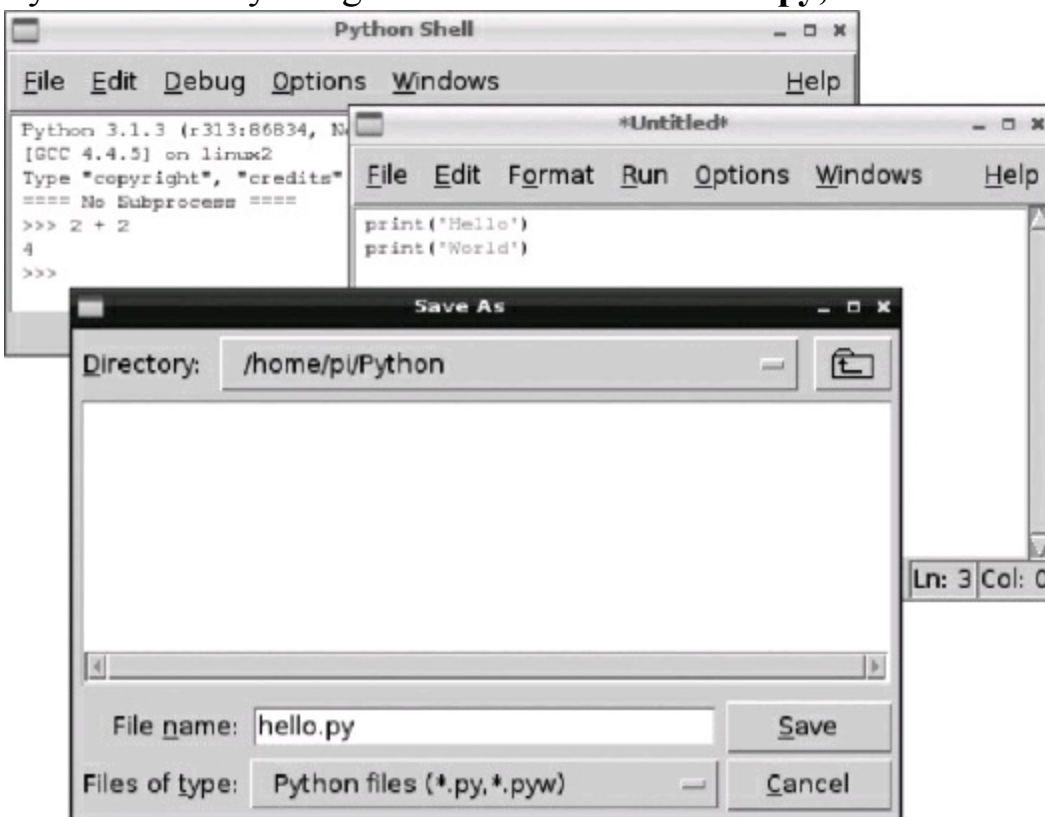 py,
Python Shell
File Edit Debug Options Windows Help
Python 3.1.3 (r313:86834,
[GCC 4.4.5] on linux2
Type "copyright", "credits"
==== No Subprocess ====
>>> 2 + 2
4
>>>
*Untitled*
File Edit Format Run Options Windows Help
print('Hello')
print('World')
Ln: 3 Col: 0
Save As
Directory: /home/pi/Python
File name: hello.py Save
Files of type: Python files (*.py,*.pyw) Cancel